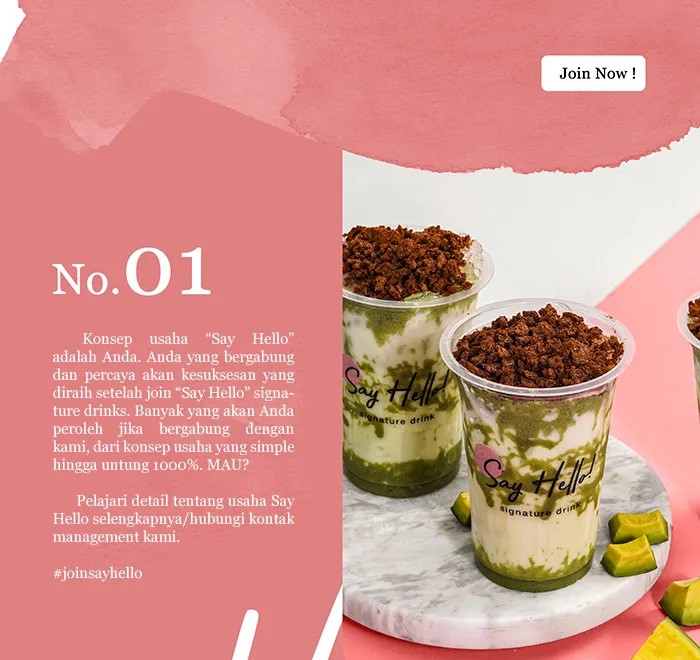 Join Now !
No.01
Konsep usaha “Say Hello”
adalah Anda. Anda yang bergabung
dan percaya akan kesuksesan yang
diraih setelah join “Say Hello” signa-
ture drinks. Banyak yang akan Anda
peroleh jika bergabung dengan
kami, dari konsep usaha yang simple
hingga untung 1000%. MAU?
Pelajari detail tentang usaha Say
Hello selengkapnya/hubungi kontak
management kami.
#joinsayhello
Say Hello!
signature drink
Say Hello!
signature drink